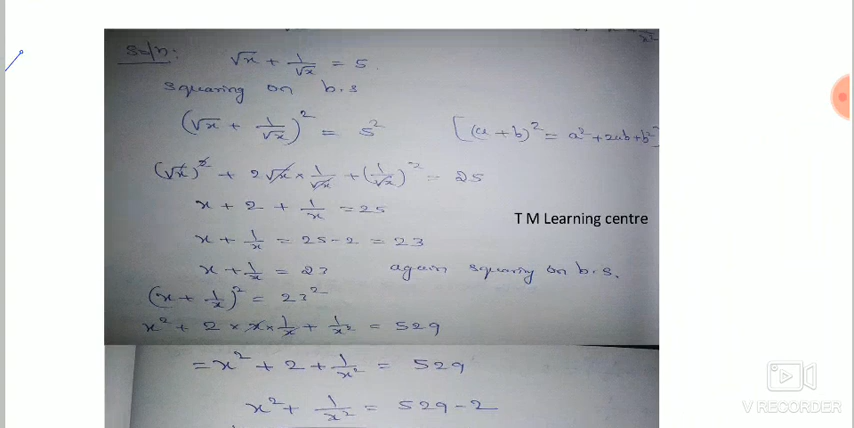 Soln:
√x + 1/√x = 5.
squaring on b.s
(√x + 1/√x)² = 5² [(a+b)² = a²+2ab+b²]
(√x)² + 2√x × 1/√x + (1/√x)² = 25
x + 2 + 1/x = 25
T M Learning centre
x + 1/x = 25-2 = 23
x + 1/x = 23 again squaring on b.s.
(x + 1/x)² = 23²
x² + 2 × x × 1/x + 1/x² = 529
= x² + 2 + 1/x² = 529
x² + 1/x² = 529-2
V RECORDER